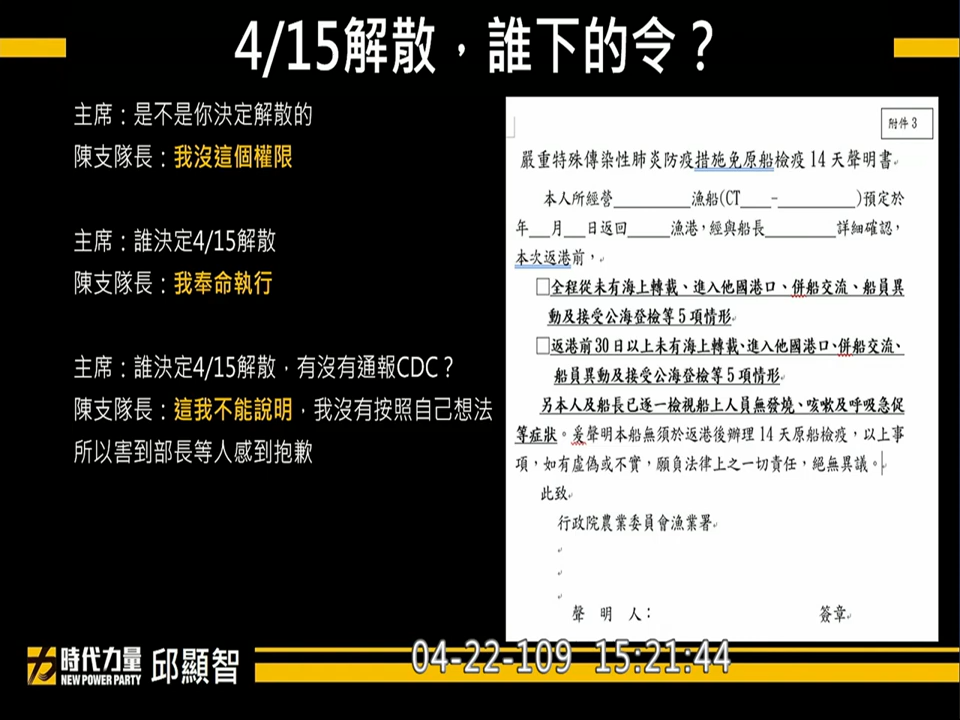 4/15解散，誰下的令？
主席：是不是你決定解散的
陳支隊長：我沒這個權限
主席：誰決定4/15解散
陳支隊長：我奉命執行
主席：誰決定4/15解散，有沒有通報CDC？
陳支隊長：這我不能說明，我沒有按照自己想法
所以害到部長等人感到抱歉
附件3
嚴重特殊傳染性肺炎防疫措施免原船檢疫14天聲明書
本人所經營________漁船(CT___-________)預定於
年__月__日返回_____漁港，經與船長_______詳細確認，
本次返港前，
□全程從未有海上轉載、進入他國港口、併船交流、船員異
動及接受公海登檢等5項情形
□返港前30日以上未有海上轉載、進入他國港口、併船交流、
船員異動及接受公海登檢等5項情形
另本人及船長已逐一檢視船上人員無發燒、咳嗽及呼吸急促
等症狀。爰聲明本船無須於返港後辦理14天原船檢疫，以上事
項，如有虛偽或不實，願負法律上之一切責任，絕無異議。
此致
行政院農業委員會漁業署
聲 明 人： 簽章
時代力量 邱顯智
NEW POWER PARTY
04-22-109 15:21:44